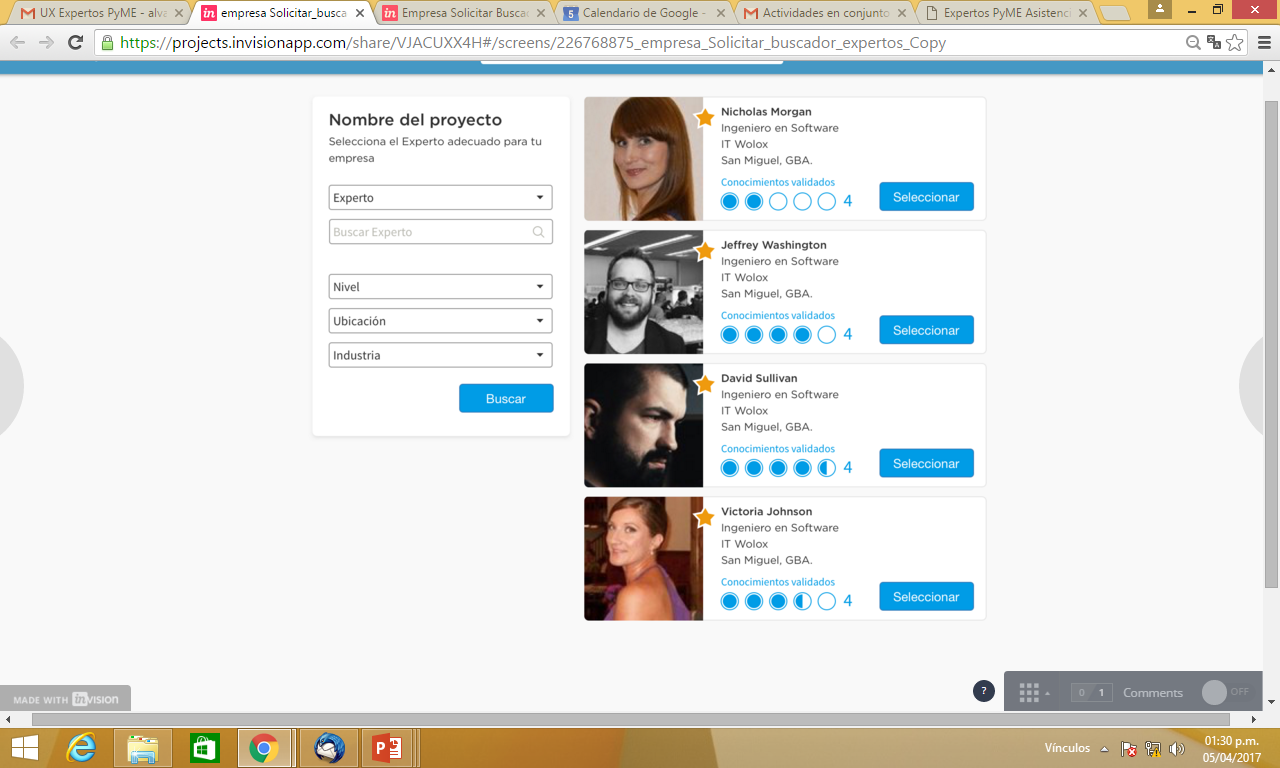 UX Expertos PyME - alva
empresa Solicitar_busca
Empresa Solicitar Busca
Calendario de Google -
Actividades en conjunto
Expertos PyME Asistenci
https://projects.invisionapp.com/share/VJACUXX4H#/screens/226768875_empresa_Solicitar_buscador_expertos_Copy
Nombre del proyecto
Selecciona el Experto adecuado para tu
empresa
Experto
Buscar Experto
Nivel
Ubicación
Industria
Buscar
Nicholas Morgan
Ingeniero en Software
IT Wolox
San Miguel, GBA.
Conocimientos validados
4
Seleccionar
Jeffrey Washington
Ingeniero en Software
IT Wolox
San Miguel, GBA.
Conocimientos validados
4
Seleccionar
David Sullivan
Ingeniero en Software
IT Wolox
San Miguel, GBA.
Conocimientos validados
4
Seleccionar
Victoria Johnson
Ingeniero en Software
IT Wolox
San Miguel, GBA.
Conocimientos validados
4
Seleccionar
MADE WITH invision
?
0 1 Comments OFF
Vínculos
01:30 p.m.
05/04/2017